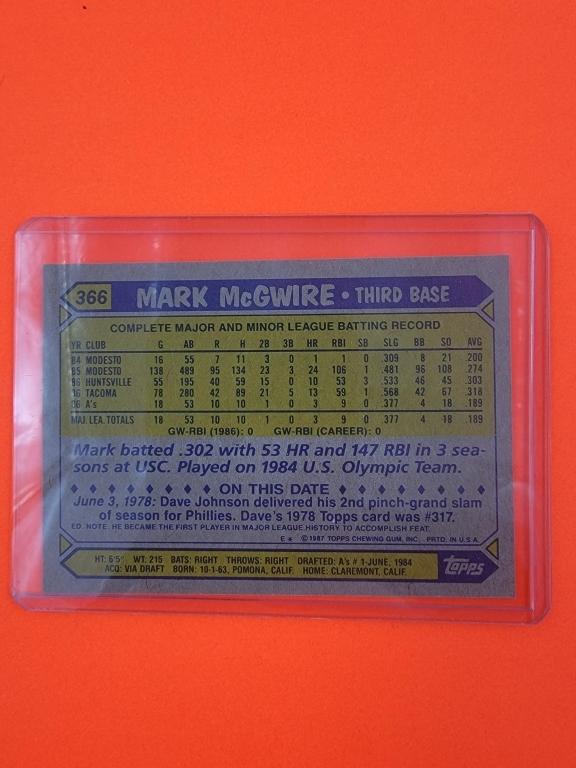 366 MARK McGWIRE • THIRD BASE
COMPLETE MAJOR AND MINOR LEAGUE BATTING RECORD
YR CLUB G AB R H 2B 3B HR RBI SB SLG BB SO AVG
84 MODESTO 16 55 7 11 3 0 1 1 0 .309 8 21 .200
85 MODESTO 138 489 95 134 23 3 24 106 1 .481 96 108 .274
86 HUNTSVILLE 55 195 40 59 15 0 10 53 3 .533 46 45 .303
86 TACOMA 78 280 42 89 21 5 13 59 1 .568 42 67 .318
86 A's 18 53 10 10 1 0 3 9 0 .377 4 18 .189
MAJ. LEA. TOTALS 18 53 10 10 1 0 3 9 0 .377 4 18 .189
GW-RBI (1986): 0 GW-RBI (CAREER): 0
Mark batted .302 with 53 HR and 147 RBI in 3 sea-
sons at USC. Played on 1984 U.S. Olympic Team.
♦ ♦ ♦ ♦ ♦ ♦ ♦ ON THIS DATE ♦ ♦ ♦ ♦ ♦ ♦ ♦
June 3, 1978: Dave Johnson delivered his 2nd pinch-grand slam
of season for Phillies. Dave's 1978 Topps card was #317.
ED. NOTE. HE BECAME THE FIRST PLAYER IN MAJOR LEAGUE HISTORY TO ACCOMPLISH FEAT.
E* ©1987 TOPPS CHEWING GUM, INC. PRTD. IN U.S.A.
HT: 6'5" WT: 215 BATS: RIGHT THROWS: RIGHT DRAFTED: A's # 1-JUNE, 1984
ACQ: VIA DRAFT BORN: 10-1-63, POMONA, CALIF. HOME: CLAREMONT, CALIF.
Topps